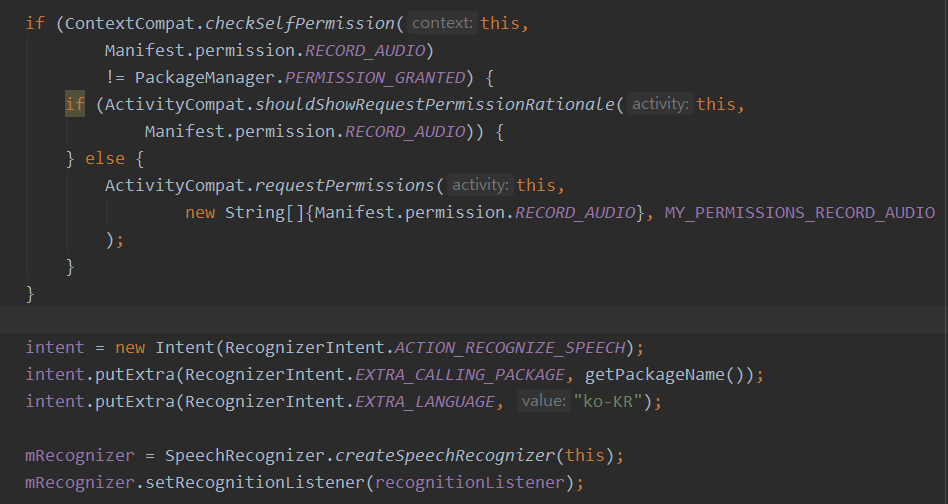 if (ContextCompat.checkSelfPermission( context: this,
Manifest.permission.RECORD_AUDIO)
!= PackageManager.PERMISSION_GRANTED) {
if (ActivityCompat.shouldShowRequestPermissionRationale( activity: this,
Manifest.permission.RECORD_AUDIO)) {
} else {
ActivityCompat.requestPermissions( activity: this,
new String[]{Manifest.permission.RECORD_AUDIO}, MY_PERMISSIONS_RECORD_AUDIO
);
}
}
intent = new Intent(RecognizerIntent.ACTION_RECOGNIZE_SPEECH);
intent.putExtra(RecognizerIntent.EXTRA_CALLING_PACKAGE, getPackageName());
intent.putExtra(RecognizerIntent.EXTRA_LANGUAGE, value: "ko-KR");
mRecognizer = SpeechRecognizer.createSpeechRecognizer(this);
mRecognizer.setRecognitionListener(recognitionListener);